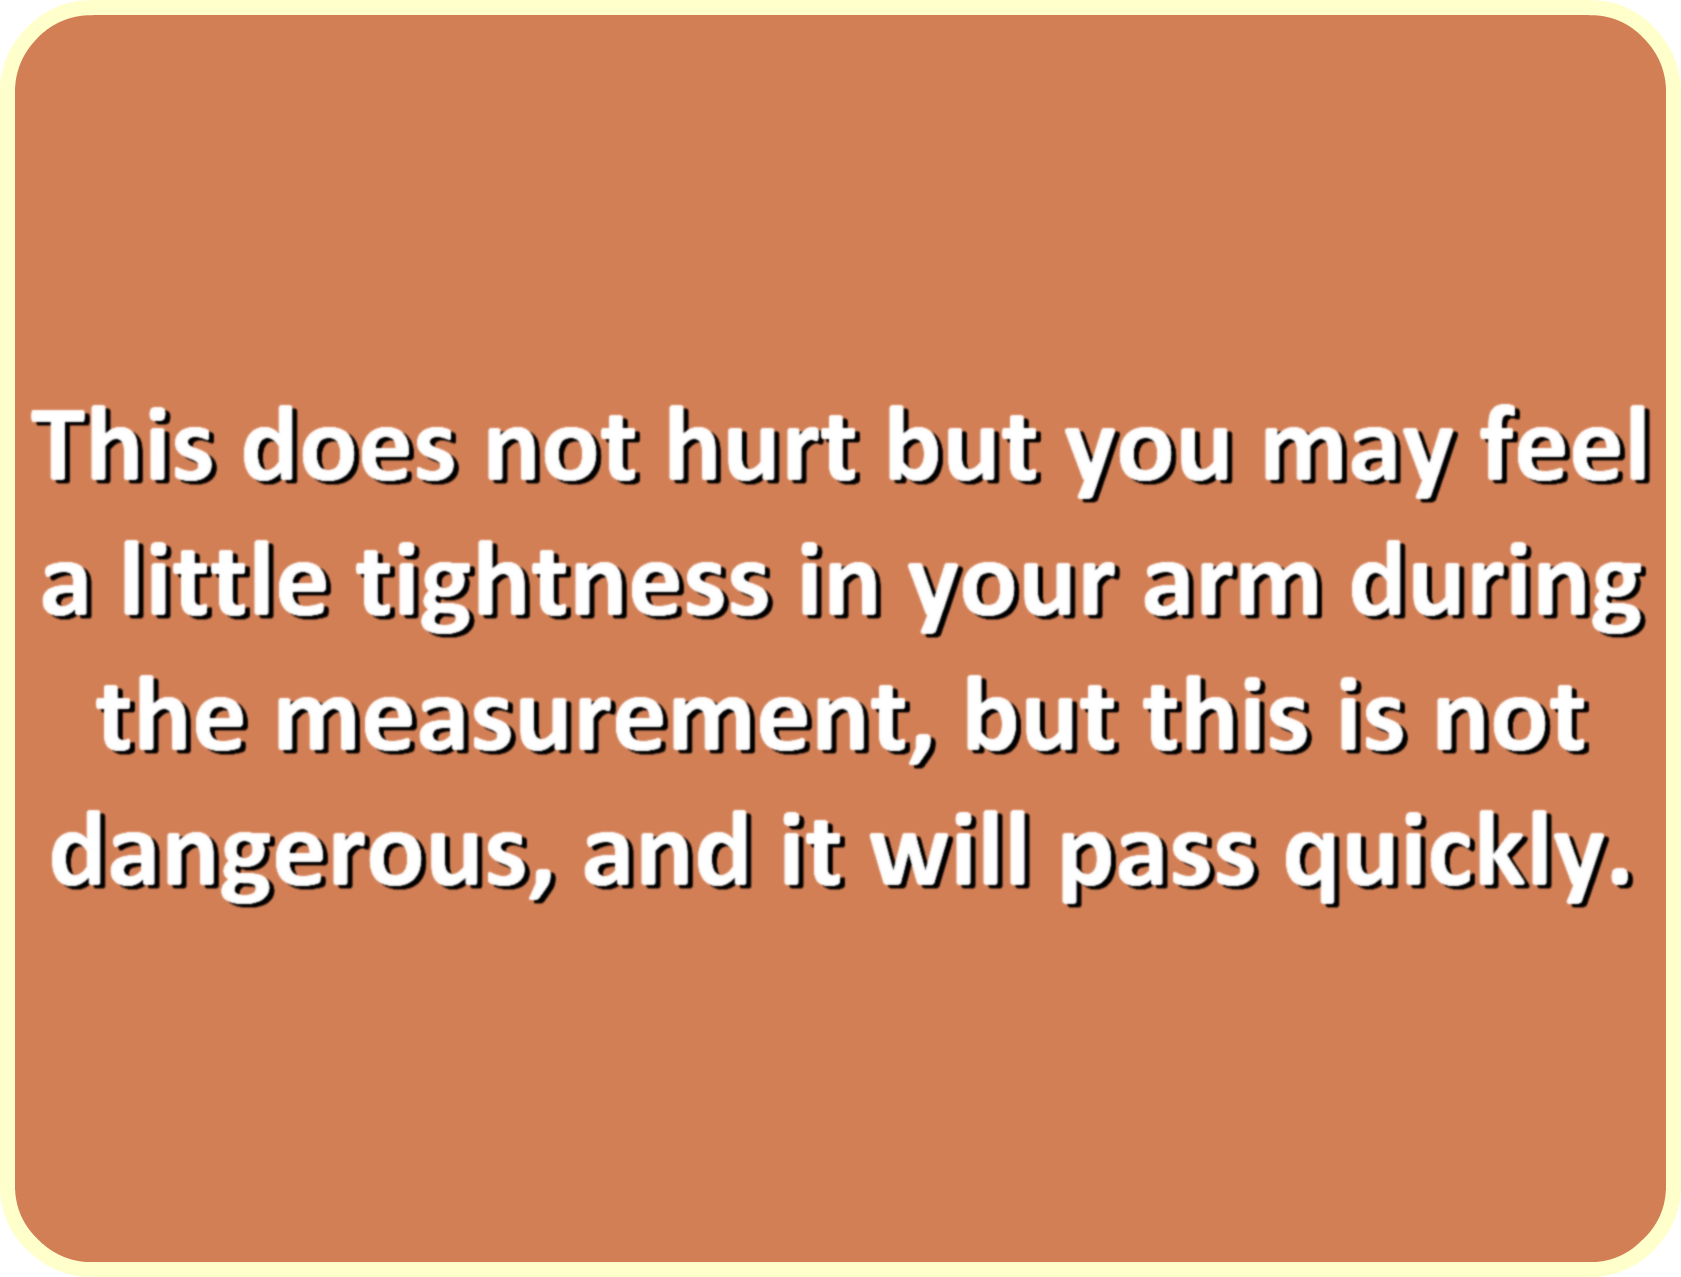 This does not hurt but you may feel
a little tightness in your arm during
the measurement, but this is not
dangerous, and it will pass quickly.